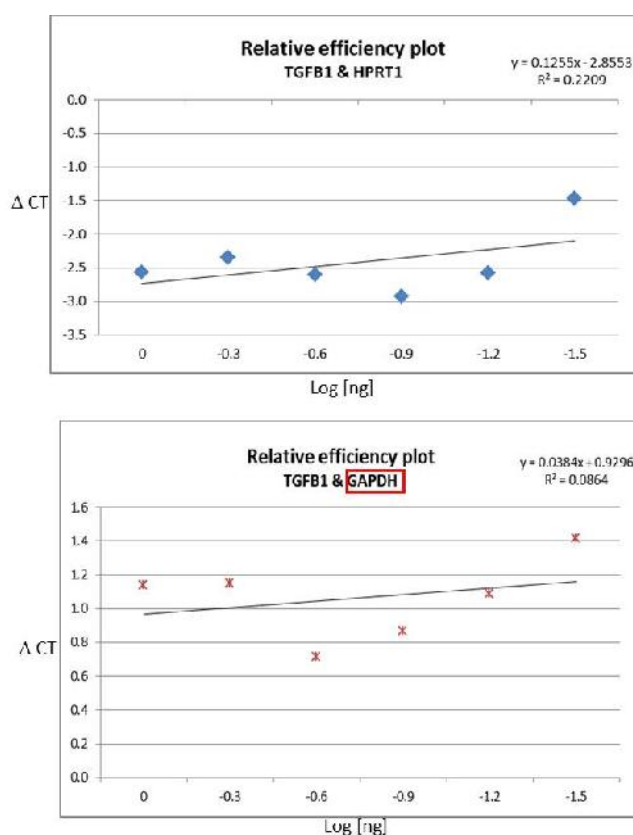 Relative efficiency plot
TGFB1 & HPRT1
y = 0.1255x - 2.8553
R² = 0.2209
0.0
-0.5
-1.0
-1.5
-2.0
-2.5
-3.0
-3.5
Δ CT
0 -0.3 -0.6 -0.9 -1.2 -1.5
Log [ng]
Relative efficiency plot
TGFB1 & GAPDH
y = 0.0384x + 0.9296
R² = 0.0864
1.6
1.4
1.2
1.0
0.8
0.6
0.4
0.2
0.0
Δ CT
0 -0.3 -0.6 -0.9 -1.2 -1.5
Log [ng]